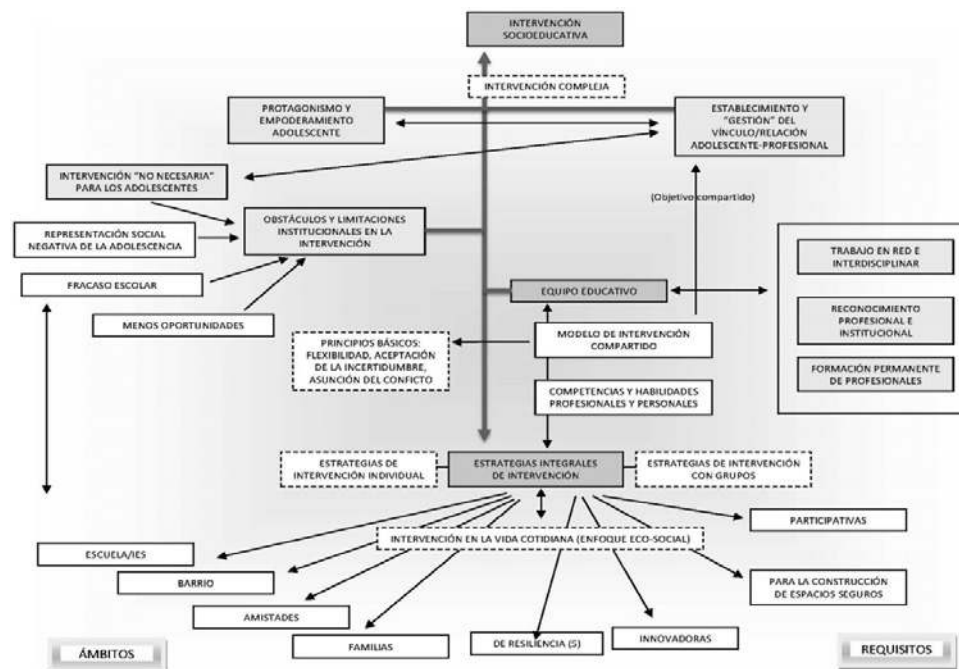 INTERVENCIÓN
SOCIOEDUCATIVA
INTERVENCIÓN COMPLEJA
PROTAGONISMO Y
EMPODERAMIENTO
ADOLESCENTE
ESTABLECIMIENTO Y
"GESTIÓN" DEL
VÍNCULO/RELACIÓN
ADOLESCENTE-PROFESIONAL
INTERVENCIÓN "NO NECESARIA"
PARA LOS ADOLESCENTES
(Objetivo compartido)
REPRESENTACIÓN SOCIAL
NEGATIVA DE LA ADOLESCENCIA
OBSTÁCULOS Y LIMITACIONES
INSTITUCIONALES EN LA
INTERVENCIÓN
FRACASO ESCOLAR
MENOS OPORTUNIDADES
TRABAJO EN RED E
INTERDISCIPLINAR
EQUIPO EDUCATIVO
RECONOCIMIENTO
PROFESIONAL E
INSTITUCIONAL
PRINCIPIOS BÁSICOS:
FLEXIBILIDAD, ACEPTACIÓN
DE LA INCERTIDUMBRE,
ASUNCIÓN DEL CONFICTO
MODELO DE INTERVENCIÓN
COMPARTIDO
FORMACIÓN PERMANENTE
DE PROFESIONALES
COMPETENCIAS Y HABILIDADES
PROFESIONALES Y PERSONALES
ESTRATEGIAS DE
INTERVENCIÓN INDIVIDUAL
ESTRATEGIAS INTEGRALES
DE INTERVENCIÓN
ESTRATEGIAS DE INTERVENCIÓN
CON GRUPOS
INTERVENCIÓN EN LA VIDA COTIDIANA (ENFOQUE ECO-SOCIAL)
PARTICIPATIVAS
ESCUELA/IES
BARRIO
PARA LA CONSTRUCCIÓN
DE ESPACIOS SEGUROS
AMISTADES
FAMILIAS
DE RESILIENCIA (5)
INNOVADORAS
ÁMBITOS
REQUISITOS